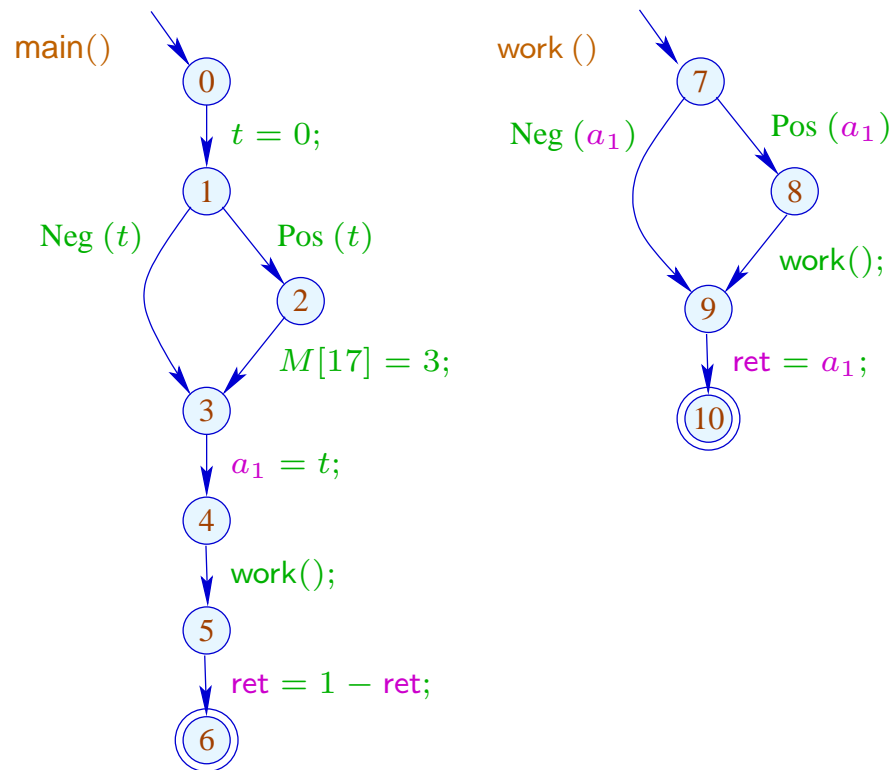 main()
0
t = 0;
1
Neg (t)
Pos (t)
2
M[17] = 3;
3
a₁ = t;
4
work();
5
ret = 1 − ret;
6
work ()
7
Neg (a₁)
Pos (a₁)
8
work();
9
ret = a₁;
10